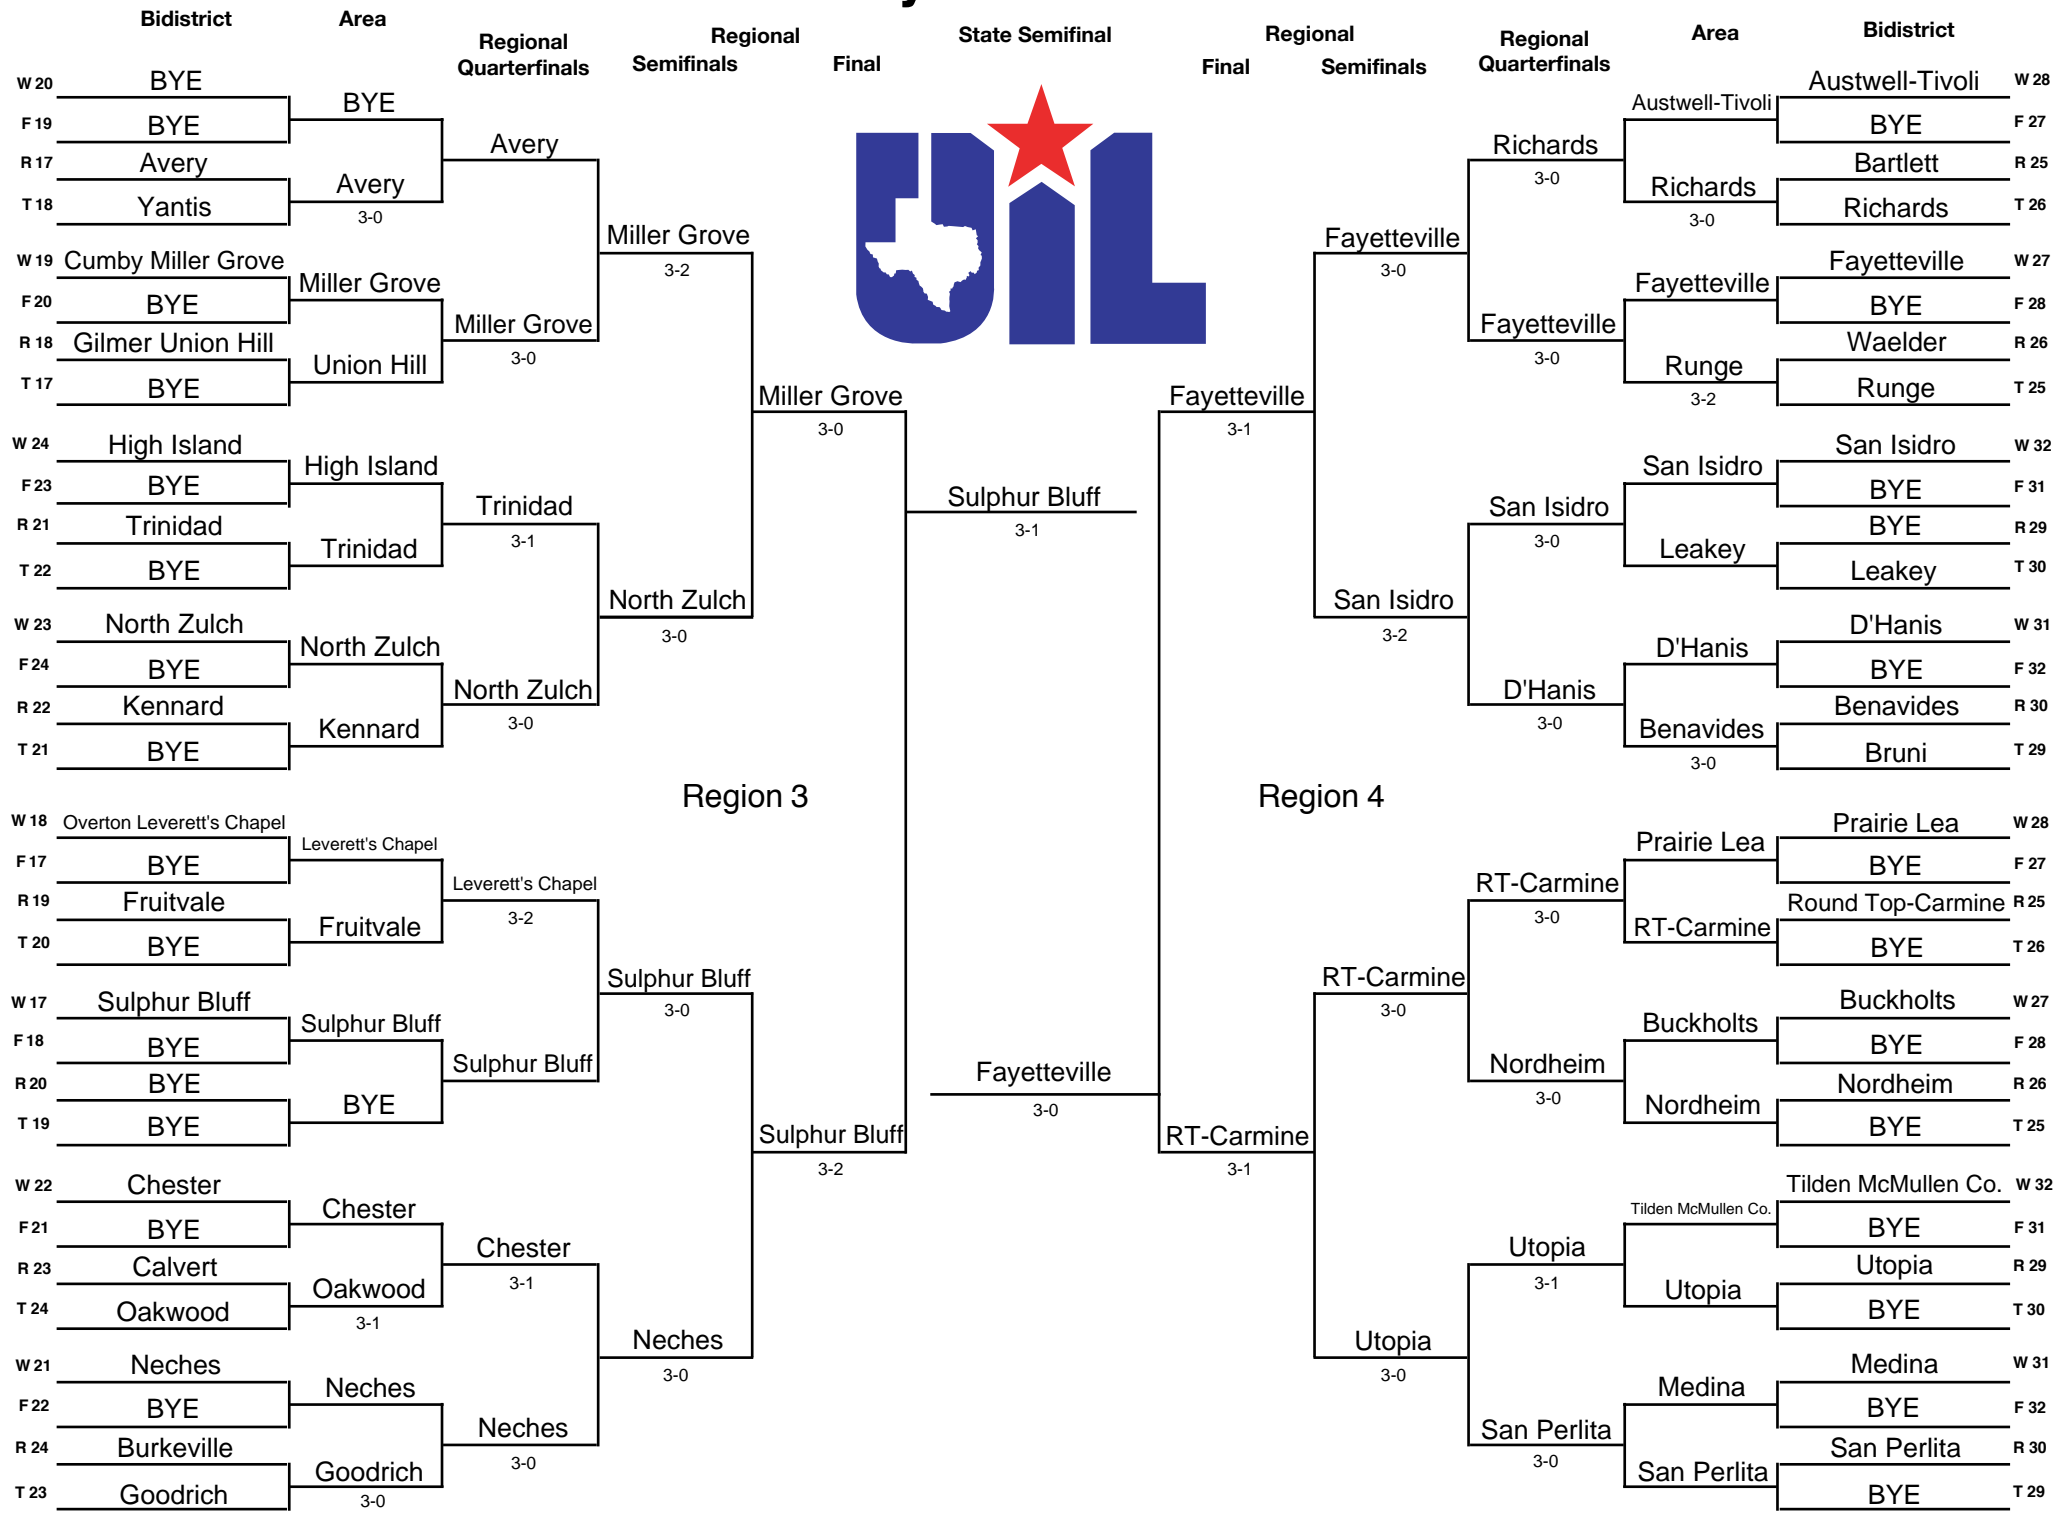 Bidistrict
Area
Regional
Quarterfinals
Regional
Semifinals
Final
State Semifinal
Regional
Final
Semifinals
Regional
Quarterfinals
Area
Bidistrict
W 20 BYE
F 19 BYE
R 17 Avery
T 18 Yantis
W 19 Cumby Miller Grove
F 20 BYE
R 18 Gilmer Union Hill
T 17 BYE
W 24 High Island
F 23 BYE
R 21 Trinidad
T 22 BYE
W 23 North Zulch
F 24 BYE
R 22 Kennard
T 21 BYE
W 18 Overton Leverett's Chapel
F 17 BYE
R 19 Fruitvale
T 20 BYE
W 17 Sulphur Bluff
F 18 BYE
R 20 BYE
T 19 BYE
W 22 Chester
F 21 BYE
R 23 Calvert
T 24 Oakwood
W 21 Neches
F 22 BYE
R 24 Burkeville
T 23 Goodrich
BYE
Avery
3-0
Miller Grove
Union Hill
High Island
Trinidad
North Zulch
Kennard
Leverett's Chapel
Fruitvale
Sulphur Bluff
BYE
Chester
Oakwood
3-1
Neches
Goodrich
3-0
Avery
Miller Grove
3-0
Trinidad
3-1
North Zulch
3-0
Leverett's Chapel
3-2
Sulphur Bluff
Chester
3-1
Neches
3-0
Miller Grove
3-2
North Zulch
3-0
Region 3
Sulphur Bluff
3-0
Neches
3-0
Miller Grove
3-0
Sulphur Bluff
3-2
UiL
Sulphur Bluff
3-1
Fayetteville
3-0
Fayetteville
3-1
RT-Carmine
3-1
Fayetteville
3-0
San Isidro
3-2
Region 4
RT-Carmine
3-0
Utopia
3-0
Richards
3-0
Fayetteville
3-0
San Isidro
3-0
D'Hanis
3-0
RT-Carmine
3-0
Nordheim
3-0
Utopia
3-1
San Perlita
3-0
Austwell-Tivoli
Richards
3-0
Fayetteville
Runge
3-2
San Isidro
Leakey
D'Hanis
Benavides
3-0
Prairie Lea
RT-Carmine
Buckholts
Nordheim
Tilden McMullen Co.
Utopia
Medina
San Perlita
Austwell-Tivoli W 28
BYE F 27
Bartlett R 25
Richards T 26
Fayetteville W 27
BYE F 28
Waelder R 26
Runge T 25
San Isidro W 32
BYE F 31
BYE R 29
Leakey T 30
D'Hanis W 31
BYE F 32
Benavides R 30
Bruni T 29
Prairie Lea W 28
BYE F 27
Round Top-Carmine R 25
BYE T 26
Buckholts W 27
BYE F 28
Nordheim R 26
BYE T 25
Tilden McMullen Co. W 32
BYE F 31
Utopia R 29
BYE T 30
Medina W 31
BYE F 32
San Perlita R 30
BYE T 29